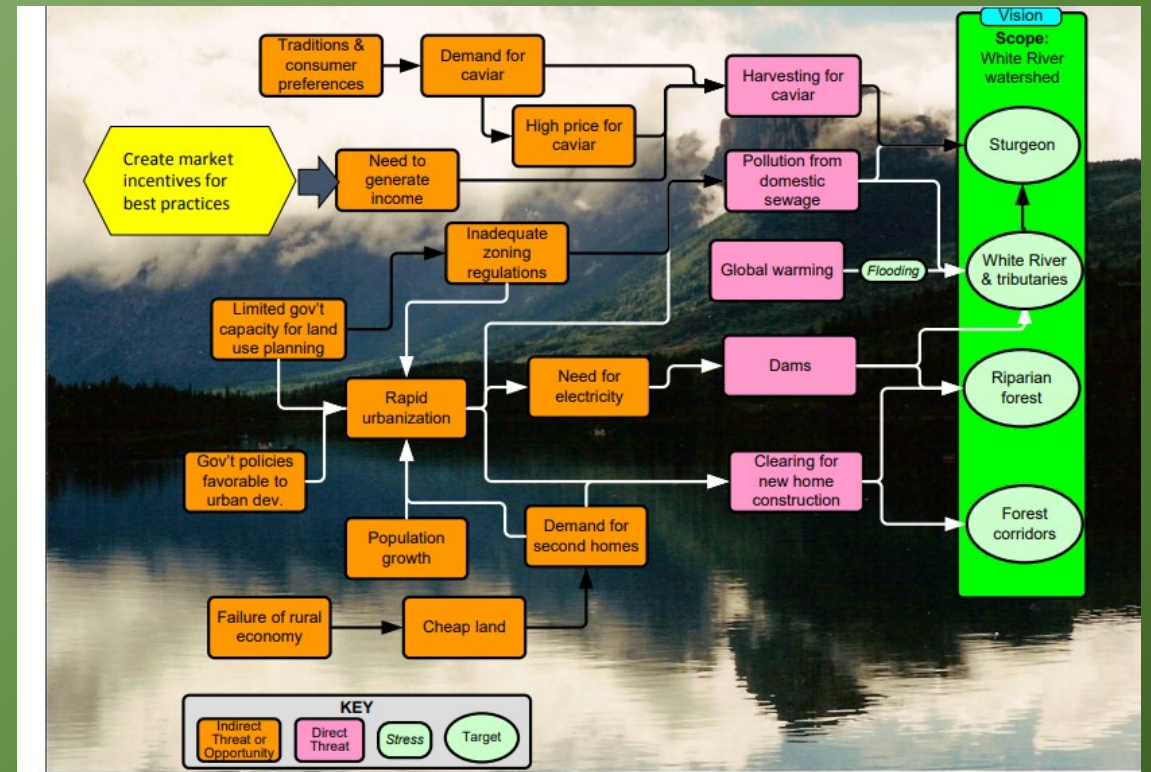 Vision
Scope:
White River
watershed
Traditions &
consumer
preferences
Demand for
caviar
High price for
caviar
Harvesting for
caviar
Sturgeon
Create market
incentives for
best practices
Need to
generate
income
Pollution from
domestic
sewage
Inadequate
zoning
regulations
Global warming
Flooding
White River
& tributaries
Limited gov't
capacity for land
use planning
Rapid
urbanization
Need for
electricity
Dams
Riparian
forest
Gov't policies
favorable to
urban dev.
Clearing for
new home
construction
Population
growth
Demand for
second homes
Forest
corridors
Failure of rural
economy
Cheap land
KEY
Indirect
Threat or
Opportunity
Direct
Threat
Stress
Target